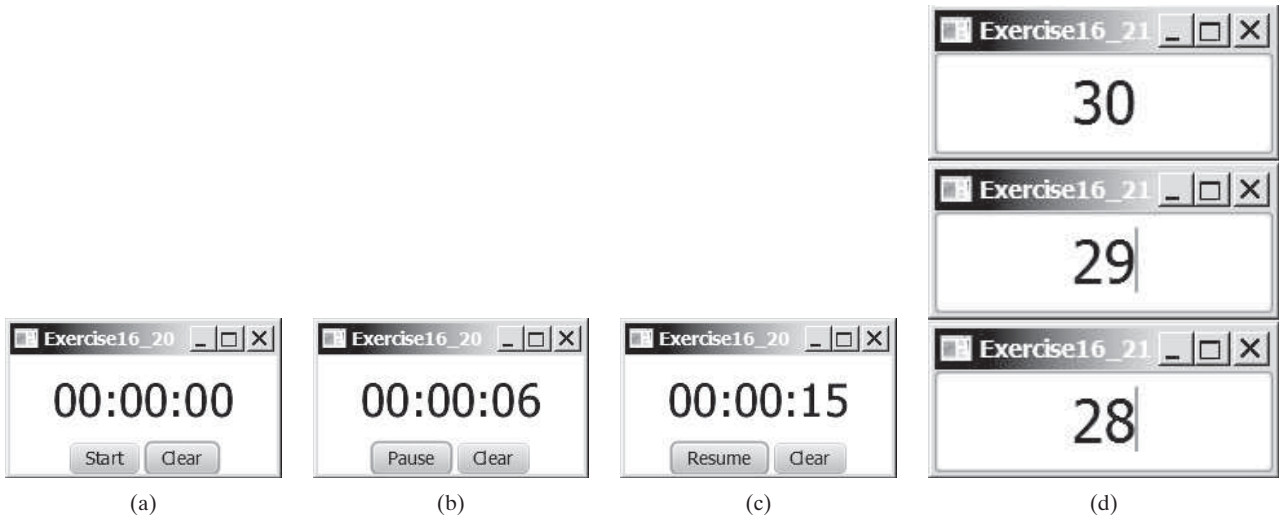 Exercise16_21
30
Exercise16_21
29
Exercise16_21
28
Exercise16_20
00:00:00
Start Clear
Exercise16_20
00:00:06
Pause Clear
Exercise16_20
00:00:15
Resume Clear
(a) (b) (c) (d)